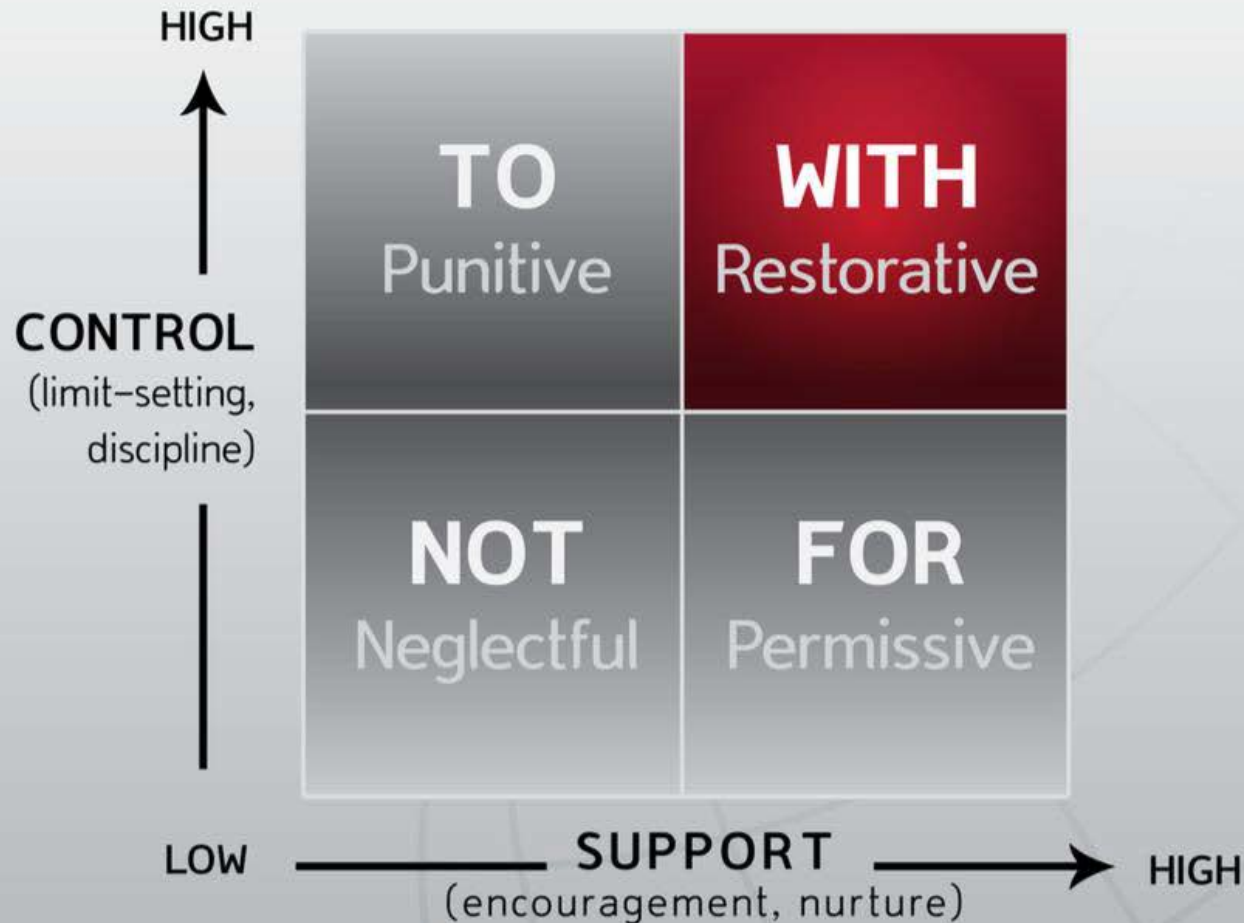 HIGH
TO
Punitive
WITH
Restorative
CONTROL
(limit-setting,
discipline)
NOT
Neglectful
FOR
Permissive
LOW
SUPPORT
(encouragement, nurture)
HIGH